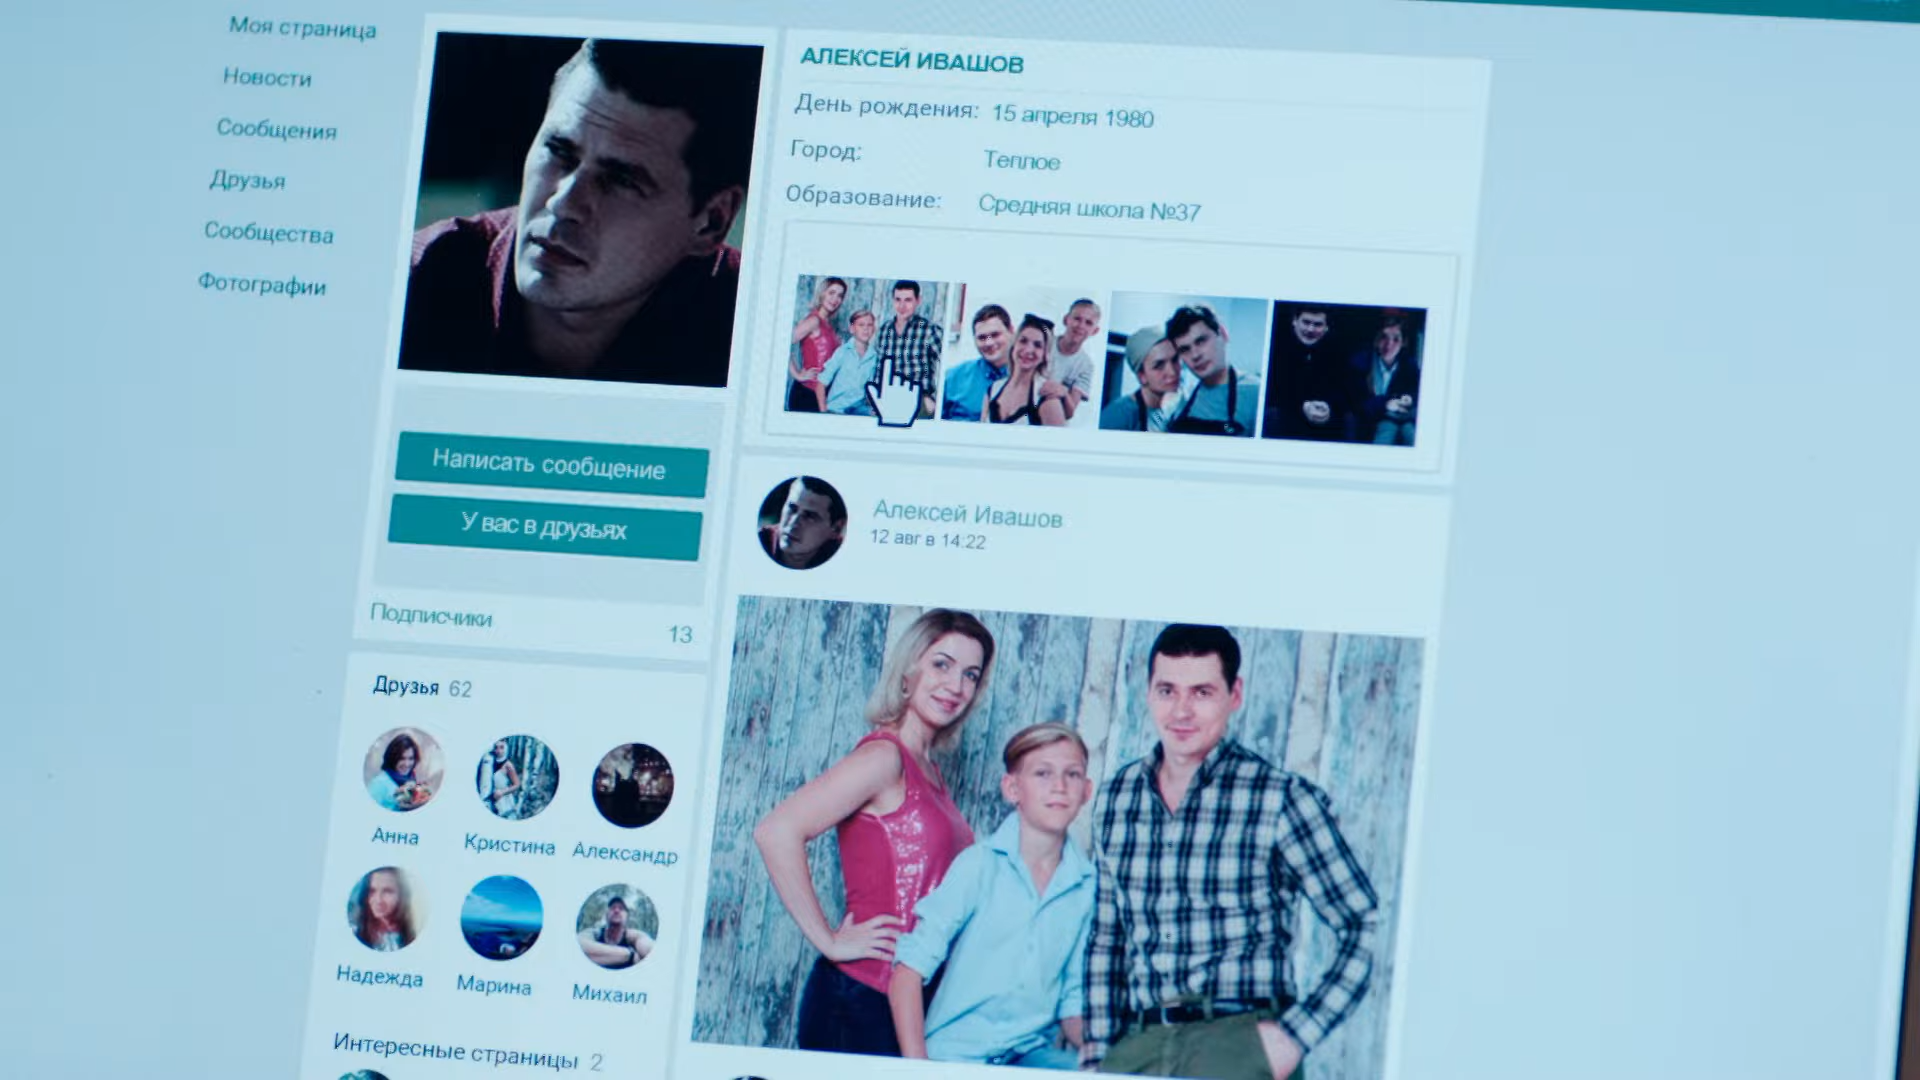 Моя страница
Новости
Сообщения
Друзья
Сообщества
Фотографии
АЛЕКСЕЙ ИВАШОВ
День рождения: 15 апреля 1980
Город: Теплое
Образование: Средняя школа №37
Написать сообщение
У вас в друзьях
Подписчики 13
Друзья 62
Анна
Кристина
Александр
Надежда
Марина
Михаил
Интересные страницы 2
Алексей Ивашов
12 авг в 14:22